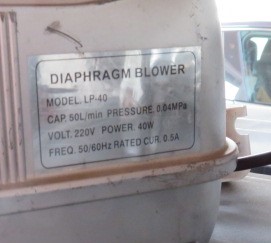 DIAPHRAGM BLOWER
MODEL. LP-40
CAP. 50L/min PRESSURE. 0.04MPa
VOLT. 220V POWER. 40W
FREQ. 50/60Hz RATED CUR. 0.5A